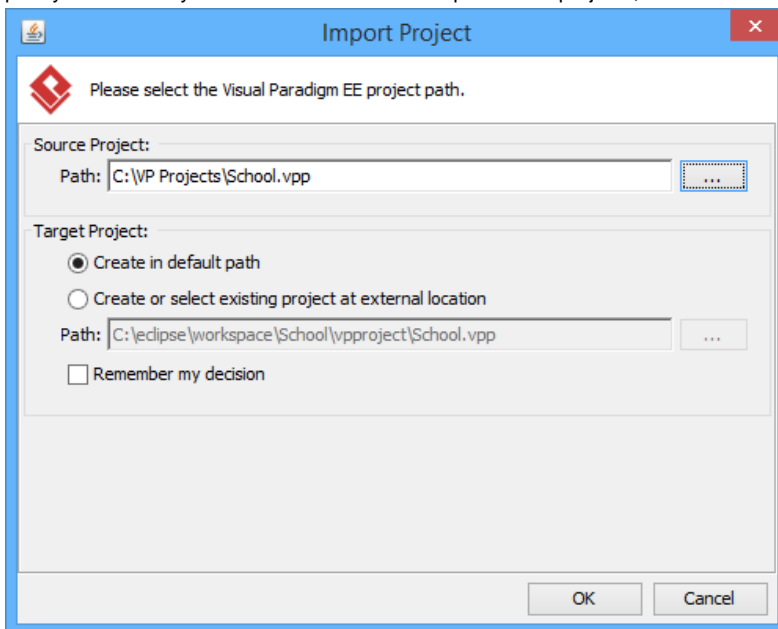 Import Project
Please select the Visual Paradigm EE project path.
Source Project:
Path: C:\VP Projects\School.vpp ...
Target Project:
Create in default path
Create or select existing project at external location
Path: C:\eclipse\workspace\School\vpproject\School.vpp ...
Remember my decision
OK Cancel